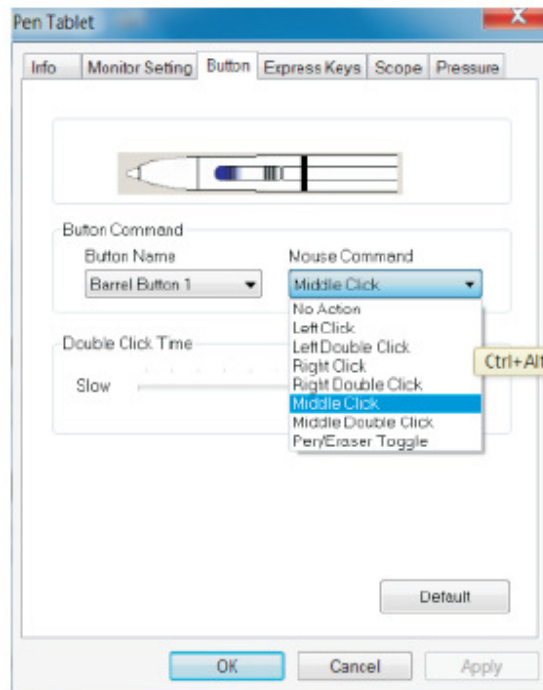 Pen Tablet
Info Monitor Setting Button Express Keys Scope Pressure
Button Command
Button Name Mouse Command
Barrel Button 1 Middle Click
No Action
Left Click
Left Double Click
Double Click Time
Right Click
Ctrl+Alt
Slow
Right Double Click
Middle Click
Middle Double Click
Pen/Eraser Toggle
Default
OK Cancel Apply